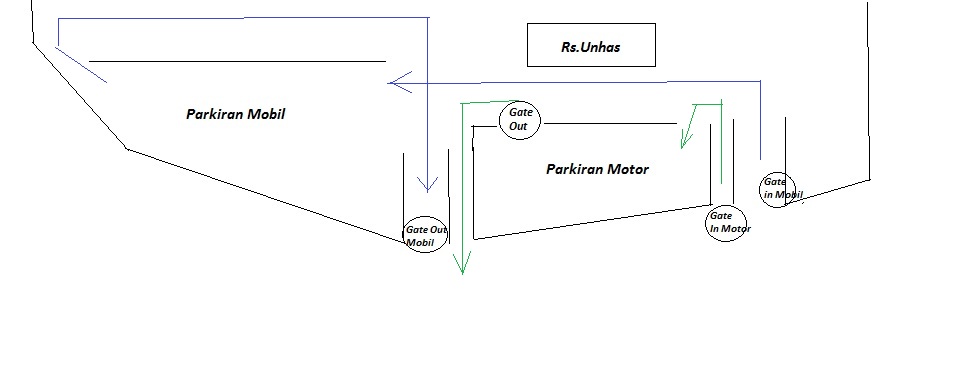 Rs.Unhas
Parkiran Mobil
Gate
Out
Parkiran Motor
Gate
in Mobil
Gate
In Motor
Gate Out
Mobil